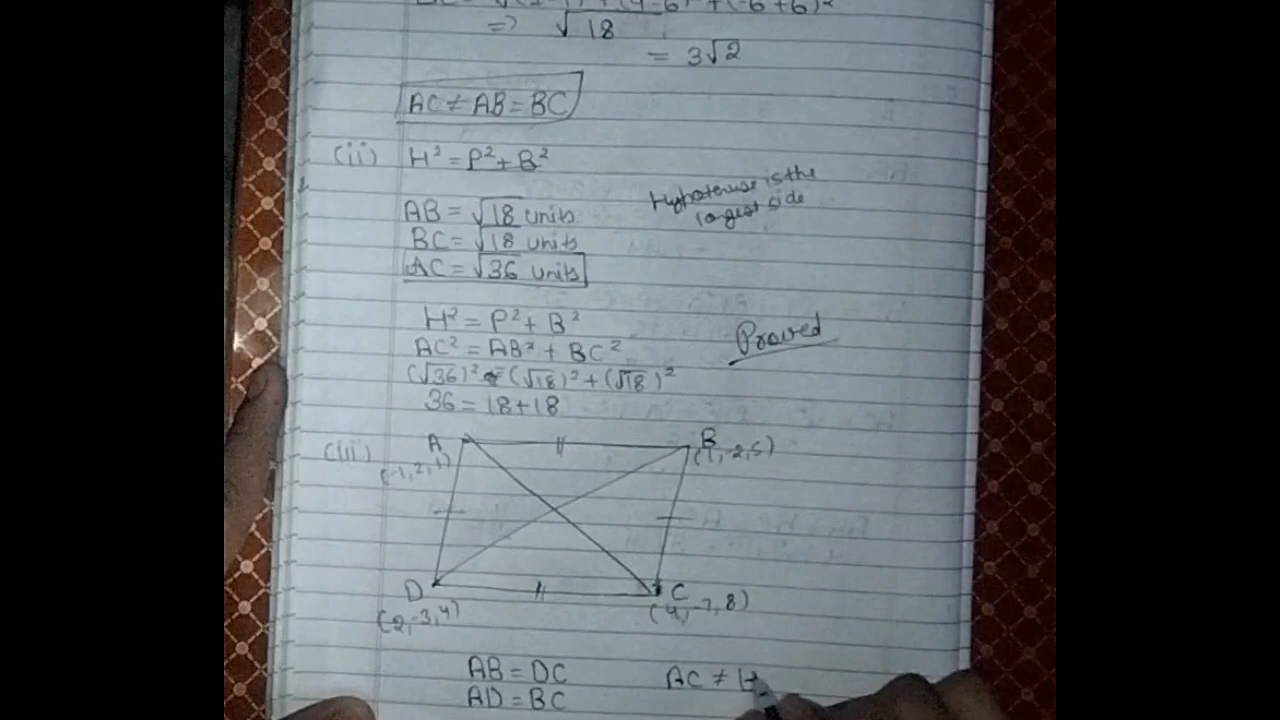 => √18
= 3√2
AC ≠ AB = BC
(ii) H² = P² + B²
Hypotenuse is the
largest side
AB = √18 units
BC = √18 units
AC = √36 units
H² = P² + B²
Proved
AC² = AB² + BC²
(√36)² = (√18)² + (√18)²
36 = 18 + 18
(iii) A B
(-1, 2, 1) (1, -2, 5)
D C
(2, -3, 4) (4, -7, 8)
AB = DC AC ≠
AD = BC